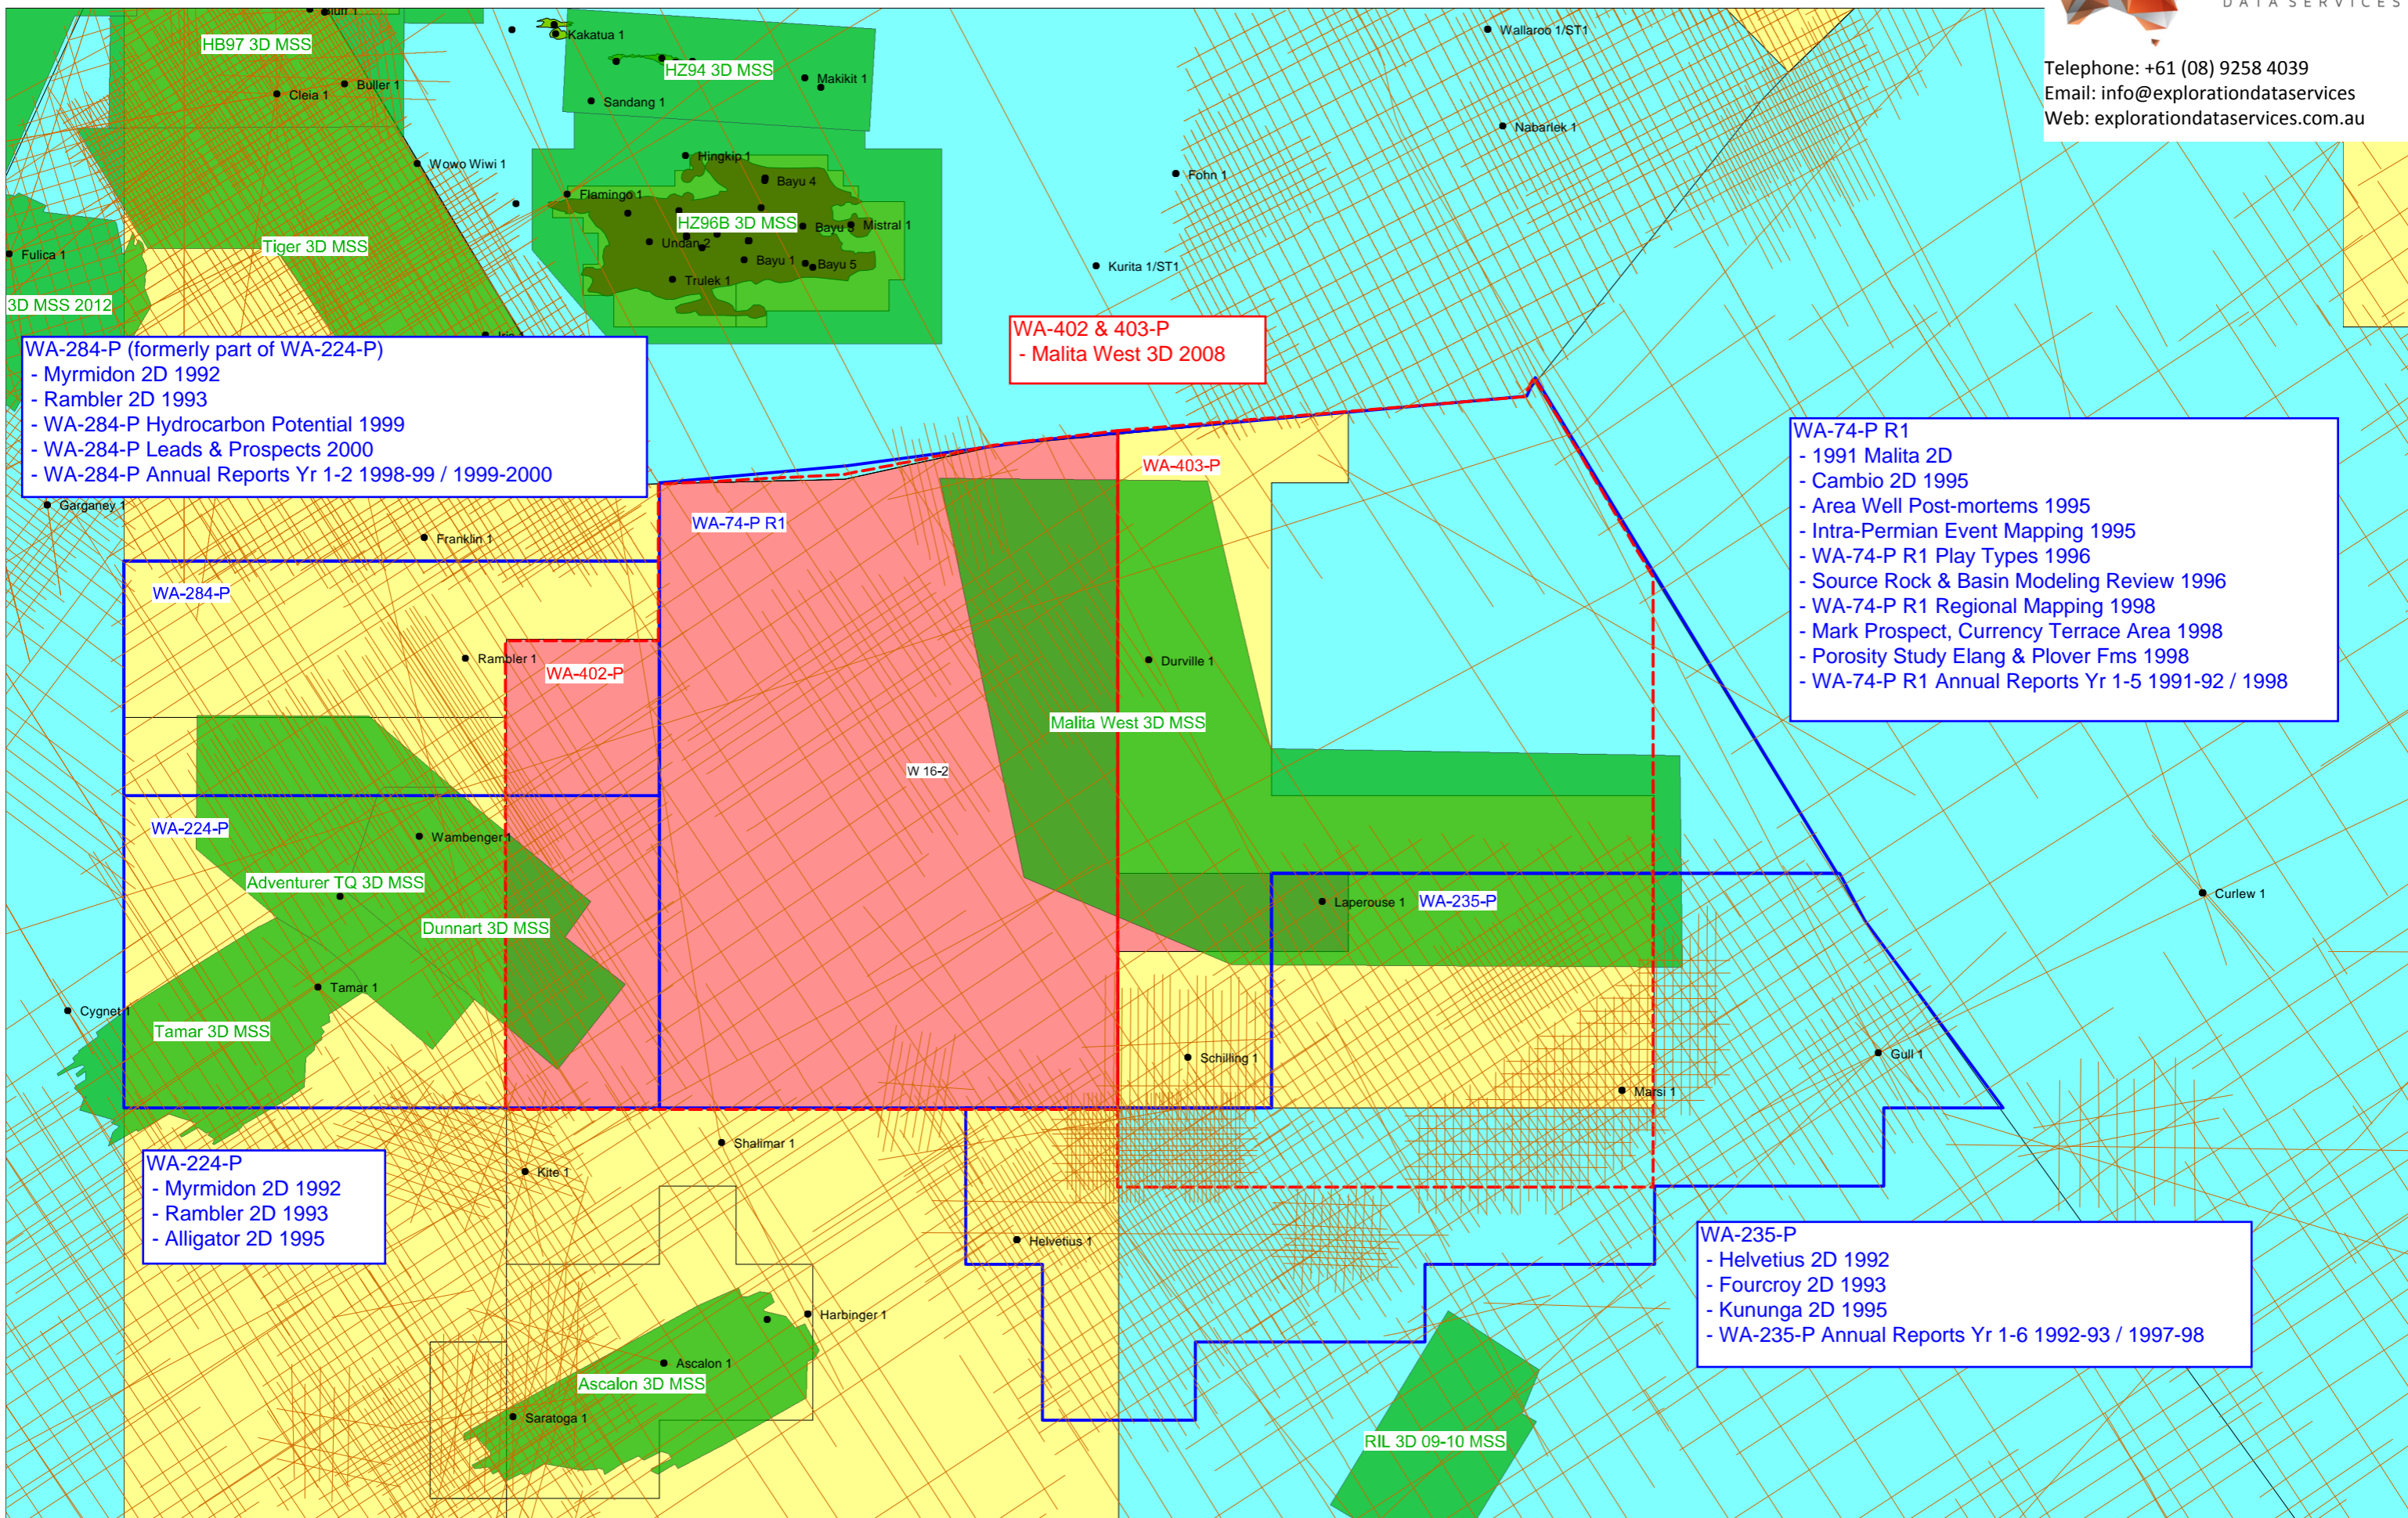 DATA SERVICES
Telephone: +61 (08) 9258 4039
Email: info@explorationdataservices
Web: explorationdataservices.com.au
Bluff 1
HB97 3D MSS
Cleia 1
Buller 1
Kakatua 1
HZ94 3D MSS
Makikit 1
Sandang 1
Wallaroo 1/ST1
Nabarlek 1
Wowo Wiwi 1
Hingkip 1
Flamingo 1
Bayu 4
HZ96B 3D MSS
Mistral 1
Undan 2
Bayu 1
Bayu 5
Trulek 1
Fohn 1
Kurita 1/ST1
Tiger 3D MSS
Fulica 1
3D MSS 2012
WA-284-P (formerly part of WA-224-P)
- Myrmidon 2D 1992
- Rambler 2D 1993
- WA-284-P Hydrocarbon Potential 1999
- WA-284-P Leads & Prospects 2000
- WA-284-P Annual Reports Yr 1-2 1998-99 / 1999-2000
WA-402 & 403-P
- Malita West 3D 2008
WA-74-P R1
- 1991 Malita 2D
- Cambio 2D 1995
- Area Well Post-mortems 1995
- Intra-Permian Event Mapping 1995
- WA-74-P R1 Play Types 1996
- Source Rock & Basin Modeling Review 1996
- WA-74-P R1 Regional Mapping 1998
- Mark Prospect, Currency Terrace Area 1998
- Porosity Study Elang & Plover Fms 1998
- WA-74-P R1 Annual Reports Yr 1-5 1991-92 / 1998
Garganey 1
Franklin 1
WA-74-P R1
WA-403-P
WA-284-P
Rambler 1
WA-402-P
Durville 1
Malita West 3D MSS
W 16-2
WA-224-P
Wambenger 1
Adventurer TQ 3D MSS
Dunnart 3D MSS
Laperouse 1
WA-235-P
Curlew 1
Tamar 1
Cygnet 1
Tamar 3D MSS
Schilling 1
Gull 1
Marsi 1
Shalimar 1
Kite 1
WA-224-P
- Myrmidon 2D 1992
- Rambler 2D 1993
- Alligator 2D 1995
Helvetius 1
WA-235-P
- Helvetius 2D 1992
- Fourcroy 2D 1993
- Kununga 2D 1995
- WA-235-P Annual Reports Yr 1-6 1992-93 / 1997-98
Harbinger 1
Ascalon 1
Ascalon 3D MSS
Saratoga 1
RIL 3D 09-10 MSS